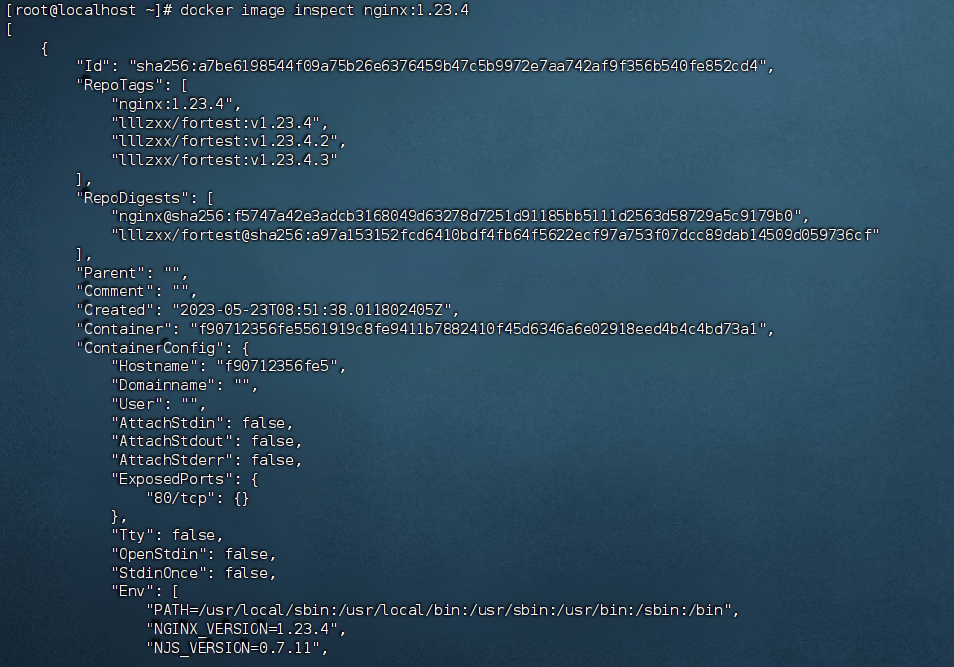 [root@localhost ~]# docker image inspect nginx:1.23.4
[
    {
        "Id": "sha256:a7be6198544f09a75b26e6376459b47c5b9972e7aa742af9f356b540fe852cd4",
        "RepoTags": [
            "nginx:1.23.4",
            "lllzxx/fortest:v1.23.4",
            "lllzxx/fortest:v1.23.4.2",
            "lllzxx/fortest:v1.23.4.3"
        ],
        "RepoDigests": [
            "nginx@sha256:f5747a42e3adcb3168049d63278d7251d91185bb5111d2563d58729a5c9179b0",
            "lllzxx/fortest@sha256:a97a153152fcd6410bdf4fb64f5622ecf97a753f07dcc89dab14509d059736cf"
        ],
        "Parent": "",
        "Comment": "",
        "Created": "2023-05-23T08:51:38.011802405Z",
        "Container": "f90712356fe5561919c8fe9411b7882410f45d6346a6e02918eed4b4c4bd73a1",
        "ContainerConfig": {
            "Hostname": "f90712356fe5",
            "Domainname": "",
            "User": "",
            "AttachStdin": false,
            "AttachStdout": false,
            "AttachStderr": false,
            "ExposedPorts": {
                "80/tcp": {}
            },
            "Tty": false,
            "OpenStdin": false,
            "StdinOnce": false,
            "Env": [
                "PATH=/usr/local/sbin:/usr/local/bin:/usr/sbin:/usr/bin:/sbin:/bin",
                "NGINX_VERSION=1.23.4",
                "NJS_VERSION=0.7.11",